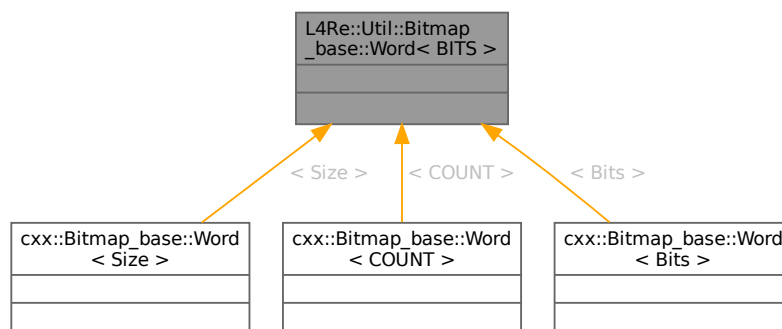 L4Re::Util::Bitmap
_base::Word< BITS >
< Size >
< COUNT >
< Bits >
cxx::Bitmap_base::Word
< Size >
cxx::Bitmap_base::Word
< COUNT >
cxx::Bitmap_base::Word
< Bits >